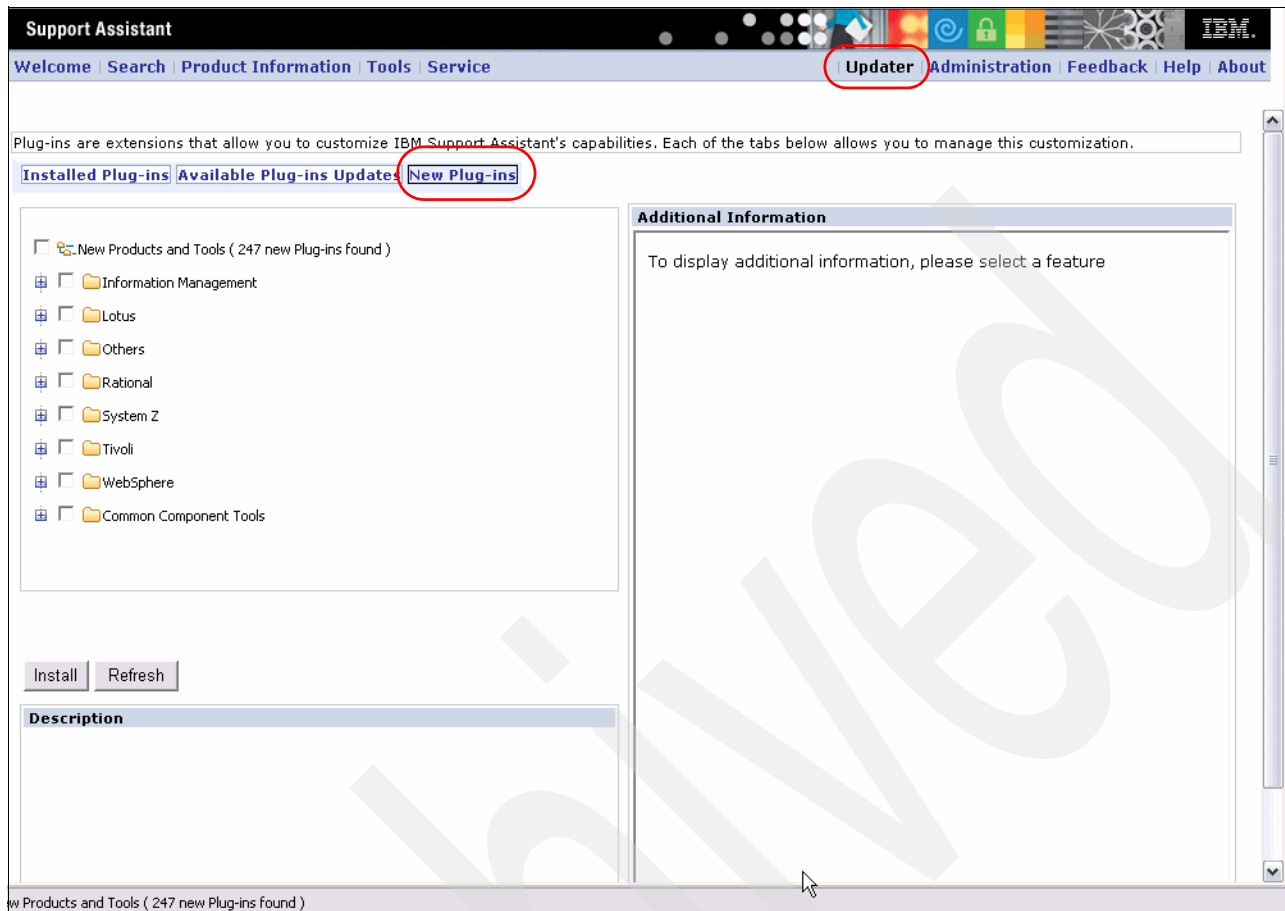 Support Assistant
IBM.
Welcome | Search | Product Information | Tools | Service
| Updater | Administration | Feedback | Help | About
Plug-ins are extensions that allow you to customize IBM Support Assistant's capabilities. Each of the tabs below allows you to manage this customization.
Installed Plug-ins Available Plug-ins Updates New Plug-ins
New Products and Tools ( 247 new Plug-ins found )
Information Management
Lotus
Others
Rational
System Z
Tivoli
WebSphere
Common Component Tools
Install Refresh
Description
Additional Information
To display additional information, please select a feature
w Products and Tools ( 247 new Plug-ins found )
hived